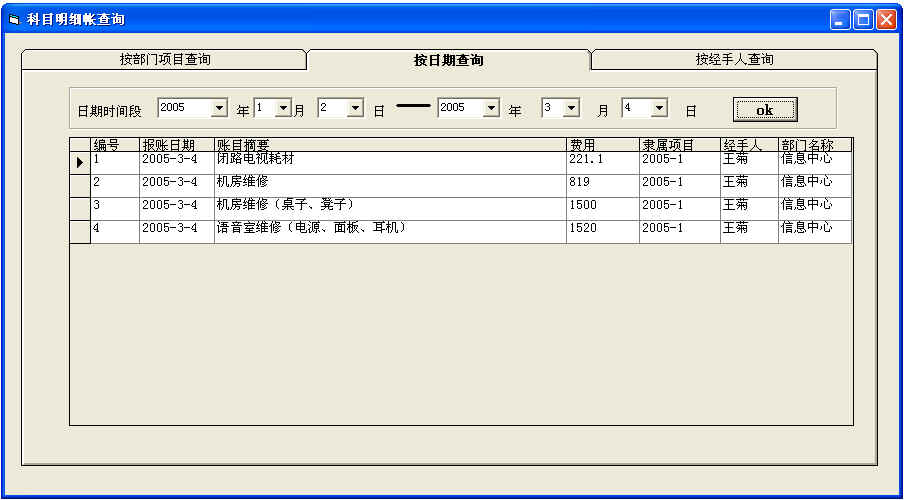 科目明细帐查询
按部门项目查询 按日期查询 按经手人查询
日期时间段 2005 年 1 月 2 日 2005 年 3 月 4 日 ok
编号 报账日期 账目摘要 费用 隶属项目 经手人 部门名称
1 2005-3-4 闭路电视耗材 221.1 2005-1 王菊 信息中心
2 2005-3-4 机房维修 819 2005-1 王菊 信息中心
3 2005-3-4 机房维修（桌子、凳子） 1500 2005-1 王菊 信息中心
4 2005-3-4 语音室维修（电源、面板、耳机） 1520 2005-1 王菊 信息中心